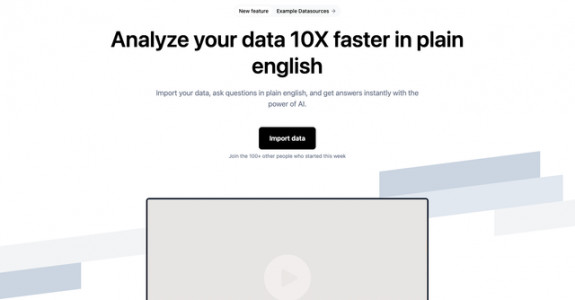 New feature Example Datasources →
Analyze your data 10X faster in plain
english
Import your data, ask questions in plain english, and get answers instantly with the
power of AI.
Import data
Join the 100+ other people who started this week